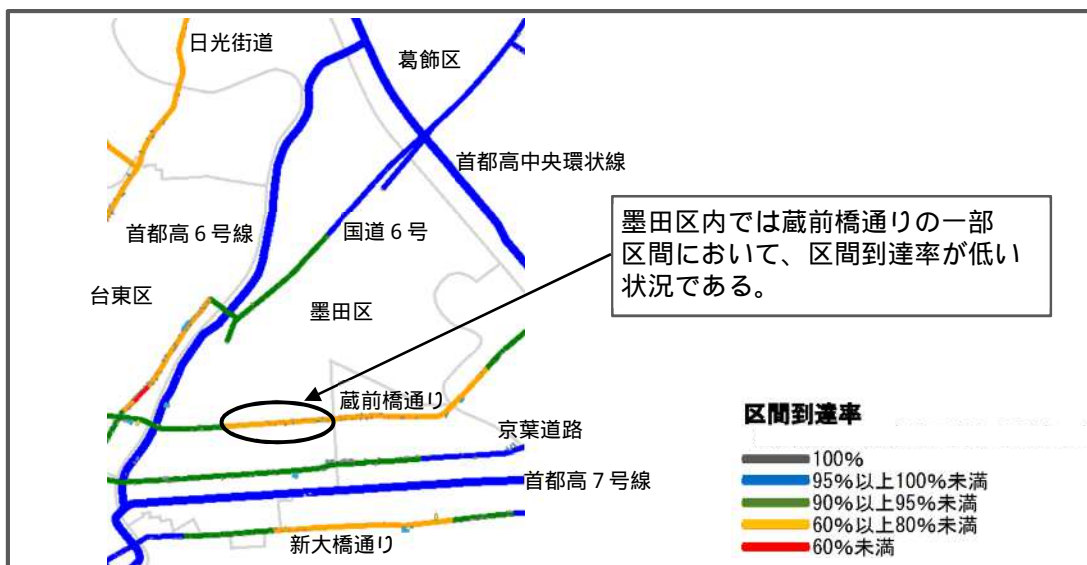 日光街道
葛飾区
首都高中央環状線
首都高６号線
国道６号
台東区
墨田区
墨田区内では蔵前橋通りの一部
区間において、区間到達率が低い
状況である。
蔵前橋通り
京葉道路
首都高７号線
新大橋通り
区間到達率
100%
95%以上100%未満
90%以上95%未満
60%以上80%未満
60%未満